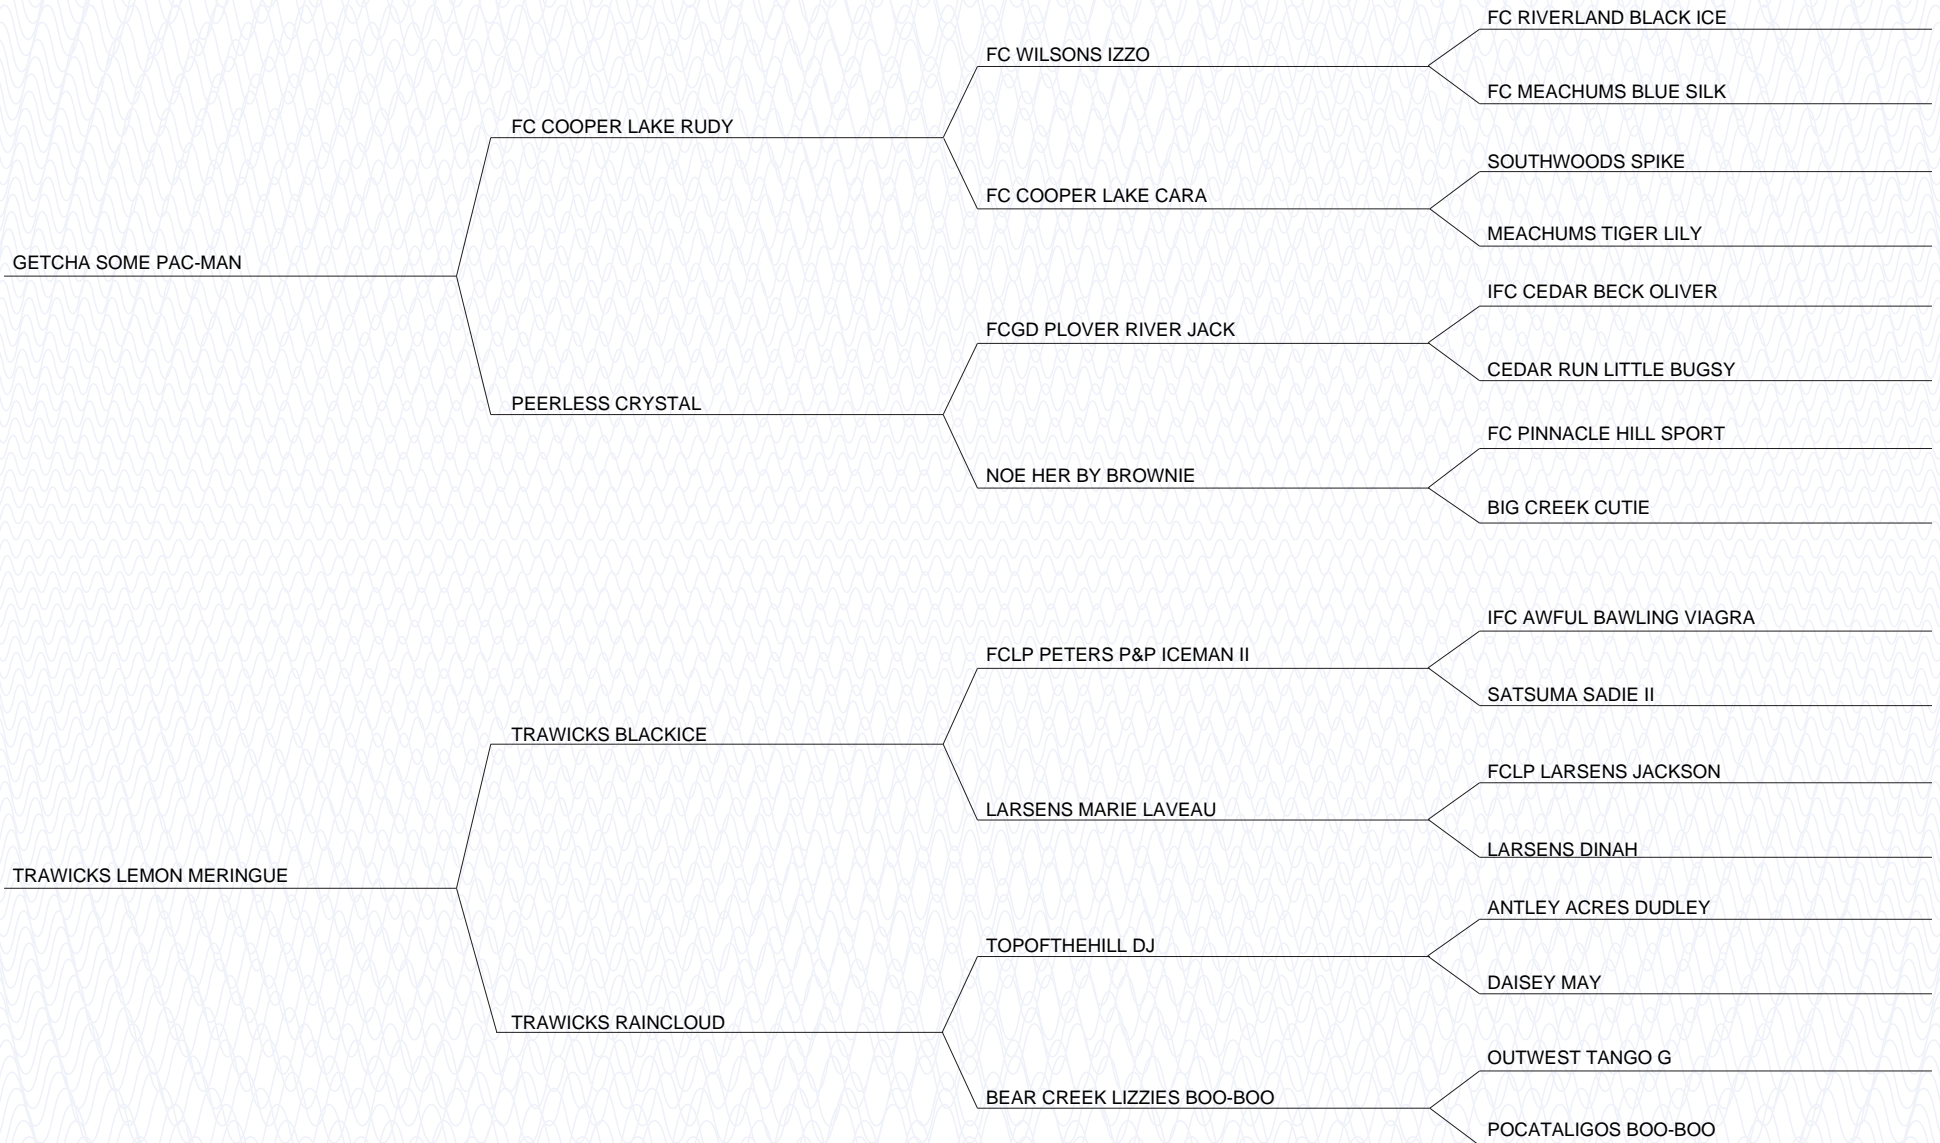 FC RIVERLAND BLACK ICE
FC WILSONS IZZO
FC MEACHUMS BLUE SILK
FC COOPER LAKE RUDY
SOUTHWOODS SPIKE
FC COOPER LAKE CARA
MEACHUMS TIGER LILY
GETCHA SOME PAC-MAN
IFC CEDAR BECK OLIVER
FCGD PLOVER RIVER JACK
CEDAR RUN LITTLE BUGSY
PEERLESS CRYSTAL
FC PINNACLE HILL SPORT
NOE HER BY BROWNIE
BIG CREEK CUTIE
IFC AWFUL BAWLING VIAGRA
FCLP PETERS P&P ICEMAN II
SATSUMA SADIE II
TRAWICKS BLACKICE
FCLP LARSENS JACKSON
LARSENS MARIE LAVEAU
LARSENS DINAH
TRAWICKS LEMON MERINGUE
ANTLEY ACRES DUDLEY
TOPOFTHEHILL DJ
DAISEY MAY
TRAWICKS RAINCLOUD
OUTWEST TANGO G
BEAR CREEK LIZZIES BOO-BOO
POCATALIGOS BOO-BOO